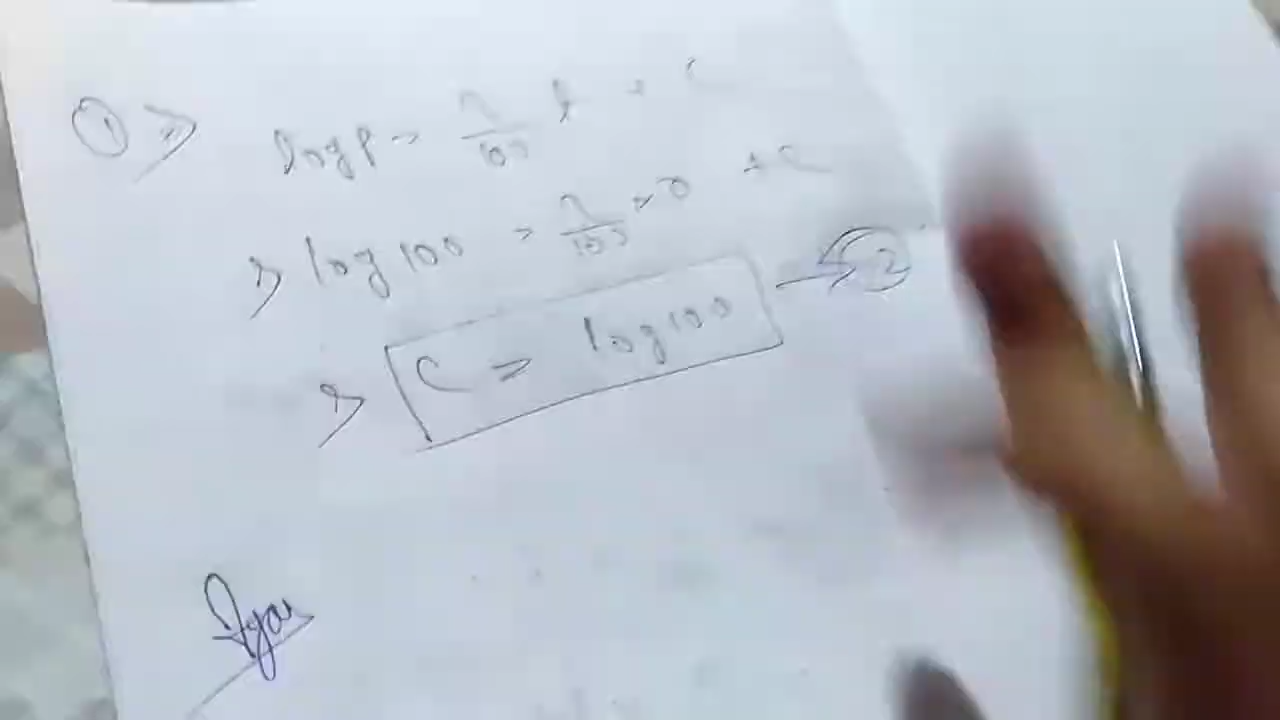 ① ⇒ log P = r/100 t + C
⇒ log 100 = r/100 × 0 + C
⇒ C = log 100 → ②